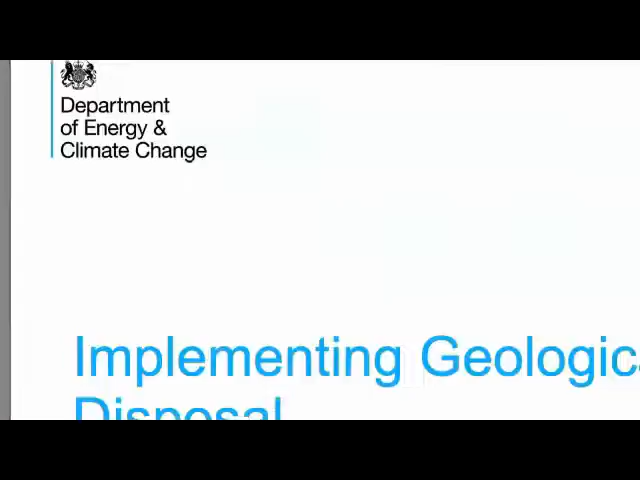 Department
of Energy &
Climate Change
Implementing Geologic
Disposal